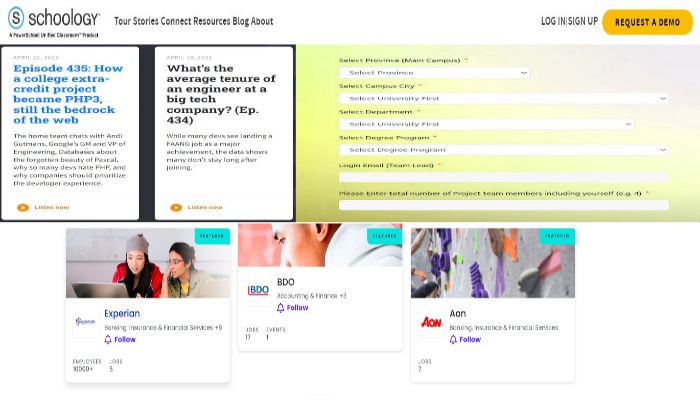 schoology®
A PowerSchool Unified Classroom® Product
Tour Stories Connect Resources Blog About
LOG IN|SIGN UP
REQUEST A DEMO
APRIL 22, 2022
Episode 435: How
a college extra-
credit project
became PHP3,
still the bedrock
of the web
The home team chats with Andi
Gutmans, Google's GM and VP of
Engineering, Databases about
the forgotten beauty of Pascal,
why so many devs hate PHP, and
why companies should prioritize
the developer experience.
Listen now
APRIL 19, 2022
What's the
average tenure of
an engineer at a
big tech
company? (Ep.
434)
While many devs see landing a
FAANG job as a major
achievement, the data shows
many don't stay long after
joining.
Listen now
Select Province (Main Campus) *
Select Province
Select Campus City *
Select University First
Select Department *
Select University First
Select Degree Program *
Select Degree Program
Login Email (Team Lead) *
Please Enter total number of Project team members including yourself (e.g. 4) *
FEATURED
Experian
Experian
Banking, Insurance & Financial Services +6
Follow
EMPLOYEES JOBS
10000+ 5
FEATURED
BDO
BDO
Accounting & Finance +3
Follow
JOBS EVENTS
17 1
FEATURED
AON
Aon
Banking, Insurance & Financial Services
Follow
JOBS
7